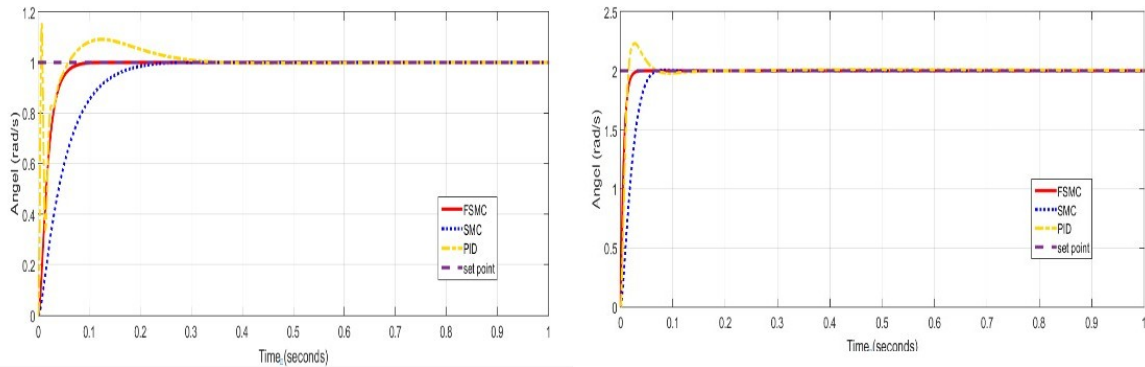 1.2
1
0.8
0.6
0.4
0.2
0
Angel (rad/s)
FSMC
SMC
PID
set point
0 0.1 0.2 0.3 0.4 0.5 0.6 0.7 0.8 0.9 1
Time (seconds)
2.5
2
1.5
1
0.5
0
Angel (rad/s)
FSMC
SMC
PID
set point
0 0.1 0.2 0.3 0.4 0.5 0.6 0.7 0.8 0.9 1
Time (seconds)